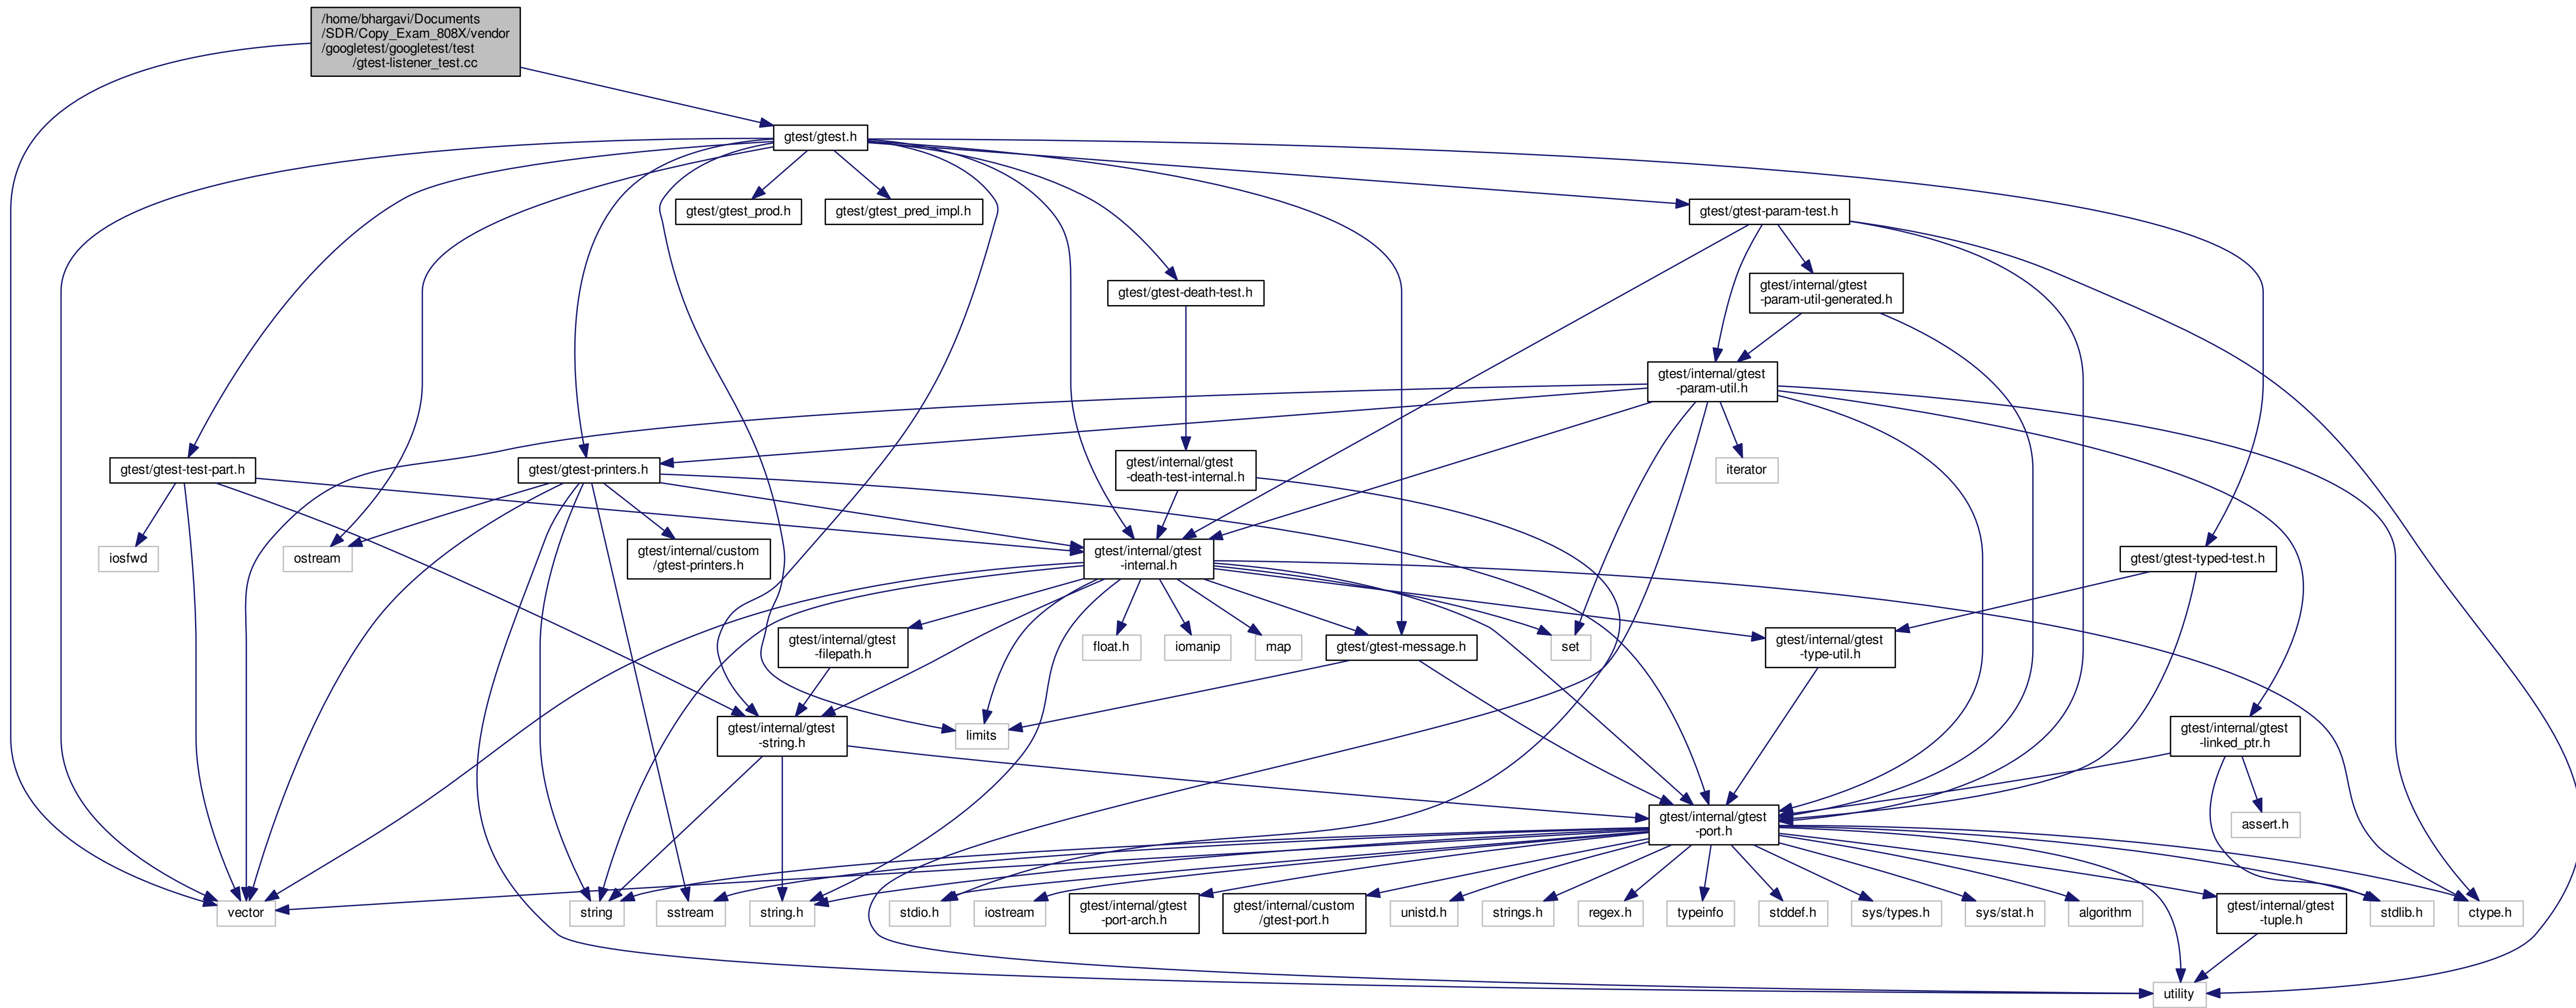 /home/bhargavi/Documents
/SDR/Copy_Exam_808X/vendor
/googletest/googletest/test
/gtest-listener_test.cc
gtest/gtest.h
gtest/gtest_prod.h
gtest/gtest_pred_impl.h
gtest/gtest-param-test.h
gtest/gtest-death-test.h
gtest/internal/gtest
-param-util-generated.h
gtest/internal/gtest
-param-util.h
gtest/gtest-test-part.h
gtest/gtest-printers.h
gtest/internal/gtest
-death-test-internal.h
iterator
iosfwd
ostream
gtest/internal/custom
/gtest-printers.h
gtest/internal/gtest
-internal.h
gtest/gtest-typed-test.h
gtest/internal/gtest
-filepath.h
float.h
iomanip
map
gtest/gtest-message.h
set
gtest/internal/gtest
-type-util.h
gtest/internal/gtest
-string.h
limits
gtest/internal/gtest
-linked_ptr.h
gtest/internal/gtest
-port.h
assert.h
vector
string
sstream
string.h
stdio.h
iostream
gtest/internal/gtest
-port-arch.h
gtest/internal/custom
/gtest-port.h
unistd.h
strings.h
regex.h
typeinfo
stddef.h
sys/types.h
sys/stat.h
algorithm
gtest/internal/gtest
-tuple.h
stdlib.h
ctype.h
utility